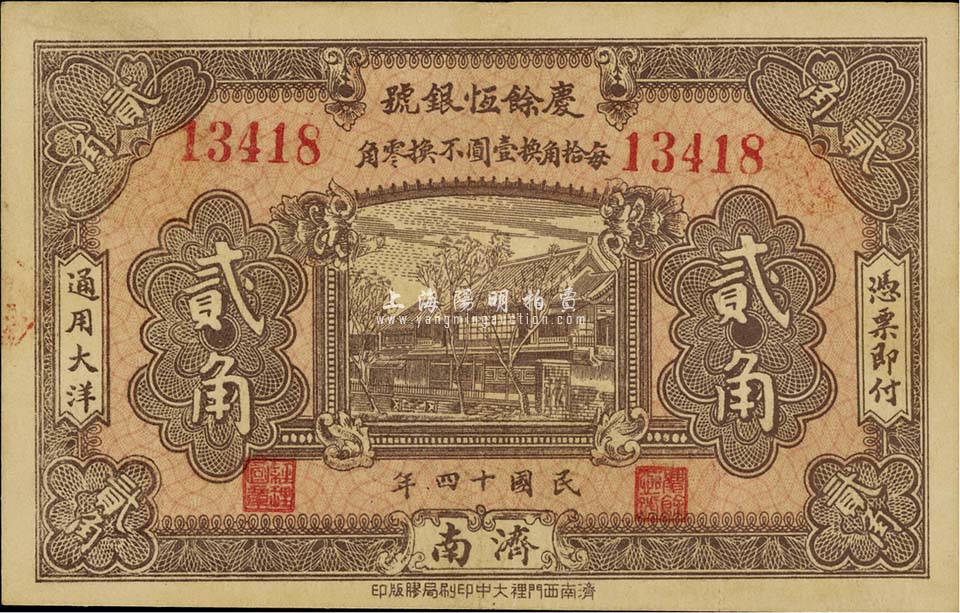 慶餘恆銀號
每拾角換壹圓不換零角
13418
13418
貳角
貳角
憑票即付
通用大洋
貳角
貳角
上海陽明拍賣
www.yangmingauction.com
貳角
貳角
民國十四年
濟南
濟南西門裡大中印刷局膠版印